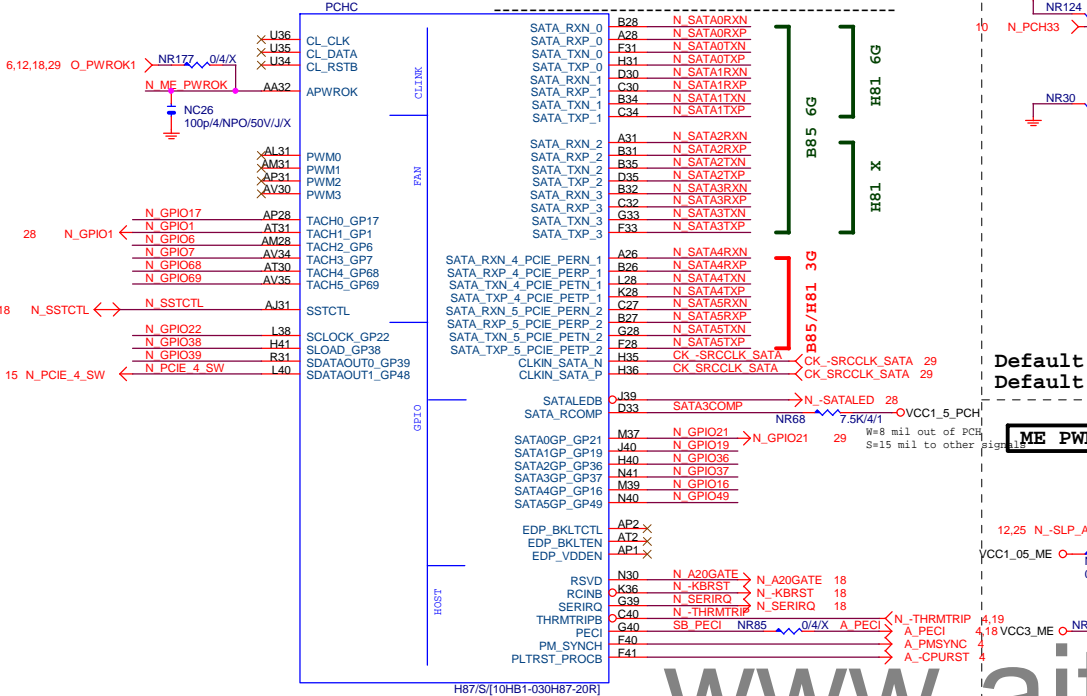 PCHC
U36 CL_CLK
U35 CL_DATA
U34 CL_RSTB
6,12,18,29 O_PWROK1 NR177 0/4/X
N_ME_PWROK AA32 APWROK
NC26
100p/4/NPO/50V/J/X
CLINK
AL31 PWM0
AM31 PWM1
AP31 PWM2
AV30 PWM3
FAN
N_GPIO17 AP28 TACH0_GP17
28 N_GPIO1 N_GPIO1 AT31 TACH1_GP1
N_GPIO6 AM28 TACH2_GP6
N_GPIO7 AV34 TACH3_GP7
N_GPIO68 AT30 TACH4_GP68
N_GPIO69 AV35 TACH5_GP69
18 N_SSTCTL N_SSTCTL AJ31 SSTCTL
N_GPIO22 L38 SCLOCK_GP22
N_GPIO38 H41 SLOAD_GP38
N_GPIO39 R31 SDATAOUT0_GP39
15 N_PCIE_4_SW N_PCIE_4_SW L40 SDATAOUT1_GP48
GPIO
HOST
SATA_RXN_0 B28 N_SATA0RXN
SATA_RXP_0 A28 N_SATA0RXP
SATA_TXN_0 F31 N_SATA0TXN
SATA_TXP_0 H31 N_SATA0TXP
SATA_RXN_1 D30 N_SATA1RXN
SATA_RXP_1 C30 N_SATA1RXP
SATA_TXN_1 B34 N_SATA1TXN
SATA_TXP_1 C34 N_SATA1TXP
SATA_RXN_2 A31 N_SATA2RXN
SATA_RXP_2 B31 N_SATA2RXP
SATA_TXN_2 B35 N_SATA2TXN
SATA_TXP_2 D35 N_SATA2TXP
SATA_RXN_3 B32 N_SATA3RXN
SATA_RXP_3 C32 N_SATA3RXP
SATA_TXN_3 G33 N_SATA3TXN
SATA_TXP_3 F33 N_SATA3TXP
B85 6G
H81 6G
H81 X
SATA_RXN_4_PCIE_PERN_1 A26 N_SATA4RXN
SATA_RXP_4_PCIE_PERP_1 B26 N_SATA4RXP
SATA_TXN_4_PCIE_PETN_1 L28 N_SATA4TXN
SATA_TXP_4_PCIE_PETP_1 K28 N_SATA4TXP
SATA_RXN_5_PCIE_PERN_2 C27 N_SATA5RXN
SATA_RXP_5_PCIE_PERP_2 B27 N_SATA5RXP
SATA_TXN_5_PCIE_PETN_2 G28 N_SATA5TXN
SATA_TXP_5_PCIE_PETP_2 F28 N_SATA5TXP
B85/H81 3G
CLKIN_SATA_N H35 CK_-SRCCLK_SATA CK_-SRCCLK_SATA 29
CLKIN_SATA_P H36 CK_SRCCLK_SATA CK_SRCCLK_SATA 29
SATALEDB J39 N_-SATALED 28
SATA_RCOMP D33 SATA3COMP NR68 7.5K/4/1 VCC1_5_PCH
W=8 mil out of PCH
S=15 mil to other signals
SATA0GP_GP21 M37 N_GPIO21 N_GPIO21 29
SATA1GP_GP19 J40 N_GPIO19
SATA2GP_GP36 H40 N_GPIO36
SATA3GP_GP37 N41 N_GPIO37
SATA4GP_GP16 M39 N_GPIO16
SATA5GP_GP49 N40 N_GPIO49
EDP_BKLTCTL AP2
EDP_BKLTEN AT2
EDP_VDDEN AP1
RSVD N30 N_A20GATE N_A20GATE 18
RCINB K36 N_-KBRST N_-KBRST 18
SERIRQ G39 N_SERIRQ N_SERIRQ 18
THRMTRIPB C40 N_-THRMTRIP N_-THRMTRIP 4,19
PECI G40 SB_PECI NR85 0/4/X A_PECI A_PECI 4,18
PM_SYNCH F40 A_PMSYNC 4
PLTRST_PROCB F41 A_-CPURST 4
H87/S/[10HB1-030H87-20R]
NR124
10 N_PCH33
NR30
Default
Default
ME PW
12,25 N_-SLP_A
VCC1_05_ME
VCC3_ME NR
www.ait